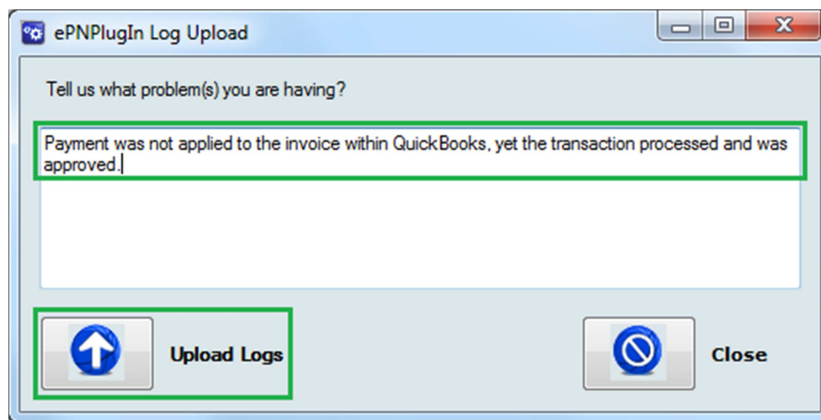 ePNPlugIn Log Upload
Tell us what problem(s) you are having?
Payment was not applied to the invoice within QuickBooks, yet the transaction processed and was
approved.
Upload Logs
Close